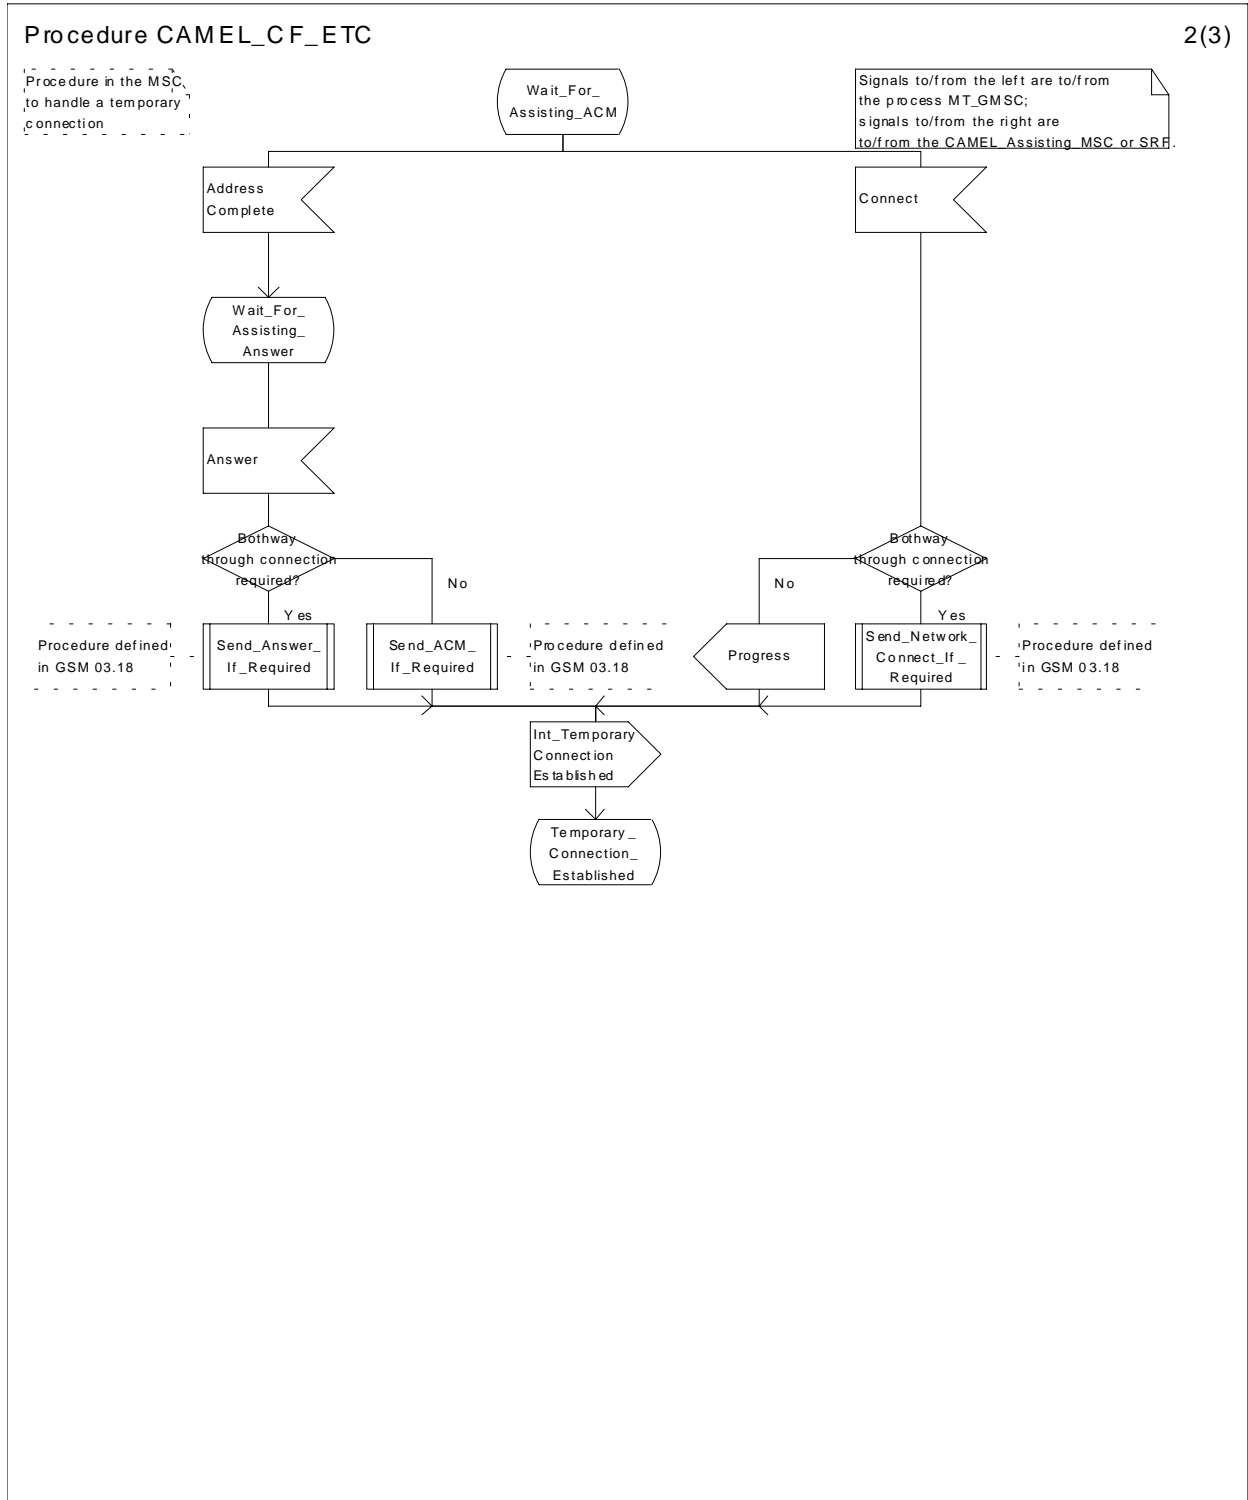 Procedure CAMEL_CF_ETC
2(3)
Procedure in the MSC
to handle a temporary
connection
Wait_For_
Assisting_ACM
Signals to/from the left are to/from
the process MT_GMSC;
signals to/from the right are
to/from the CAMEL_Assisting_MSC or SRF.
Address
Complete
Connect
Wait_For_
Assisting_
Answer
Answer
Bothway
through connection
required?
No
Yes
Bothway
through connection
required?
No
Yes
Procedure defined
in GSM 03.18
Send_Answer_
If_Required
Send_ACM_
If_Required
Procedure defined
in GSM 03.18
Progress
Send_Network_
Connect_If_
Required
Procedure defined
in GSM 03.18
Int_Temporary
Connection
Established
Temporary_
Connection_
Established